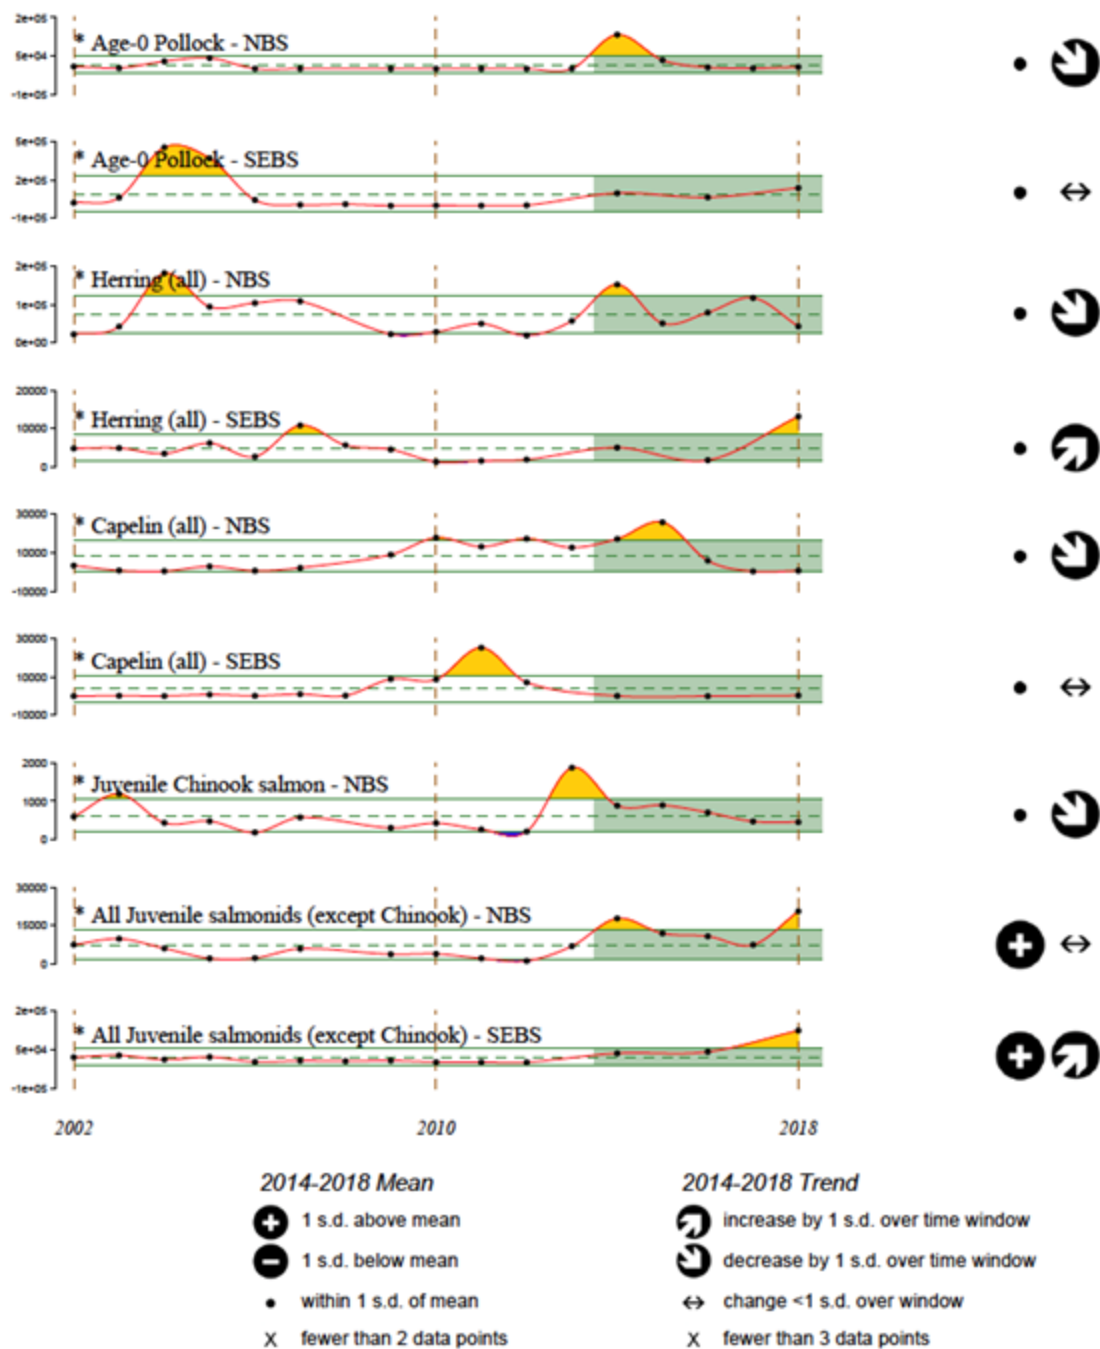 2e+05
* Age-0 Pollock - NBS
5e+04
-1e+05
5e+05
* Age-0 Pollock - SEBS
2e+05
-1e+05
2e+05
* Herring (all) - NBS
1e+05
0e+00
20000
* Herring (all) - SEBS
10000
0
30000
* Capelin (all) - NBS
10000
-10000
30000
* Capelin (all) - SEBS
10000
-10000
2000
* Juvenile Chinook salmon - NBS
1000
0
30000
* All Juvenile salmonids (except Chinook) - NBS
15000
0
2e+05
* All Juvenile salmonids (except Chinook) - SEBS
5e+04
-1e+05
2002 2010 2018
2014-2018 Mean
1 s.d. above mean
1 s.d. below mean
within 1 s.d. of mean
X fewer than 2 data points
2014-2018 Trend
increase by 1 s.d. over time window
decrease by 1 s.d. over time window
change <1 s.d. over window
X fewer than 3 data points